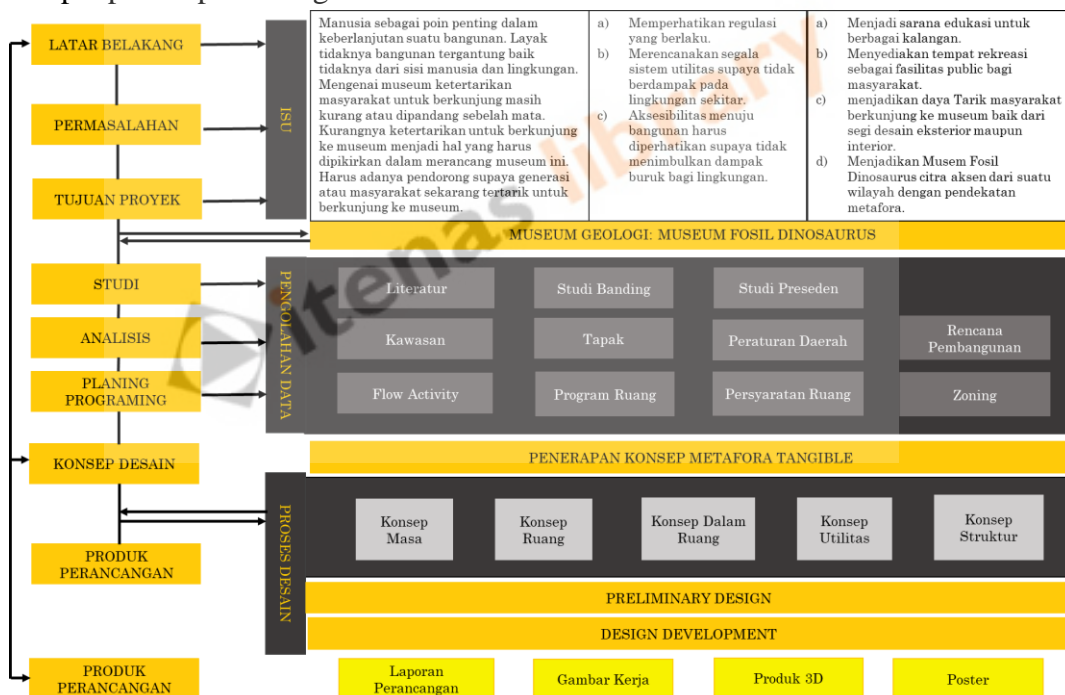 LATAR BELAKANG
PERMASALAHAN
TUJUAN PROYEK
ISU
Manusia sebagai poin penting dalam
keberlanjutan suatu bangunan. Layak
tidaknya bangunan tergantung baik
tidaknya dari sisi manusia dan lingkungan.
Mengenai museum ketertarikan
masyarakat untuk berkunjung masih
kurang atau dipandang sebelah mata.
Kurangnya ketertarikan untuk berkunjung
ke museum menjadi hal yang harus
dipikirkan dalam merancang museum ini.
Harus adanya pendorong supaya generasi
atau masyarakat sekarang tertarik untuk
berkunjung ke museum.
a) Memperhatikan regulasi
yang berlaku.
b) Merencanakan segala
sistem utilitas supaya tidak
berdampak pada
lingkungan sekitar.
c) Aksesibilitas menuju
bangunan harus
diperhatikan supaya tidak
menimbulkan dampak
buruk bagi lingkungan.
a) Menjadi sarana edukasi untuk
berbagai kalangan.
b) Menyediakan tempat rekreasi
sebagai fasilitas public bagi
masyarakat.
c) menjadikan daya Tarik masyarakat
berkunjung ke museum baik dari
segi desain eksterior maupun
interior.
d) Menjadikan Musem Fosil
Dinosaurus citra aksen dari suatu
wilayah dengan pendekatan
metafora.
MUSEUM GEOLOGI: MUSEUM FOSIL DINOSAURUS
STUDI
ANALISIS
PLANING
PROGRAMING
PENGOLAHAN DATA
Literatur
Studi Banding
Studi Preseden
Kawasan
Tapak
Peraturan Daerah
Rencana
Pembangunan
Flow Activity
Program Ruang
Persyaratan Ruang
Zoning
KONSEP DESAIN
PENERAPAN KONSEP METAFORA TANGIBLE
PROSES DESAIN
Konsep
Masa
Konsep
Ruang
Konsep Dalam
Ruang
Konsep
Utilitas
Konsep
Struktur
PRODUK
PERANCANGAN
PRELIMINARY DESIGN
DESIGN DEVELOPMENT
PRODUK
PERANCANGAN
Laporan
Perancangan
Gambar Kerja
Produk 3D
Poster
itenas library